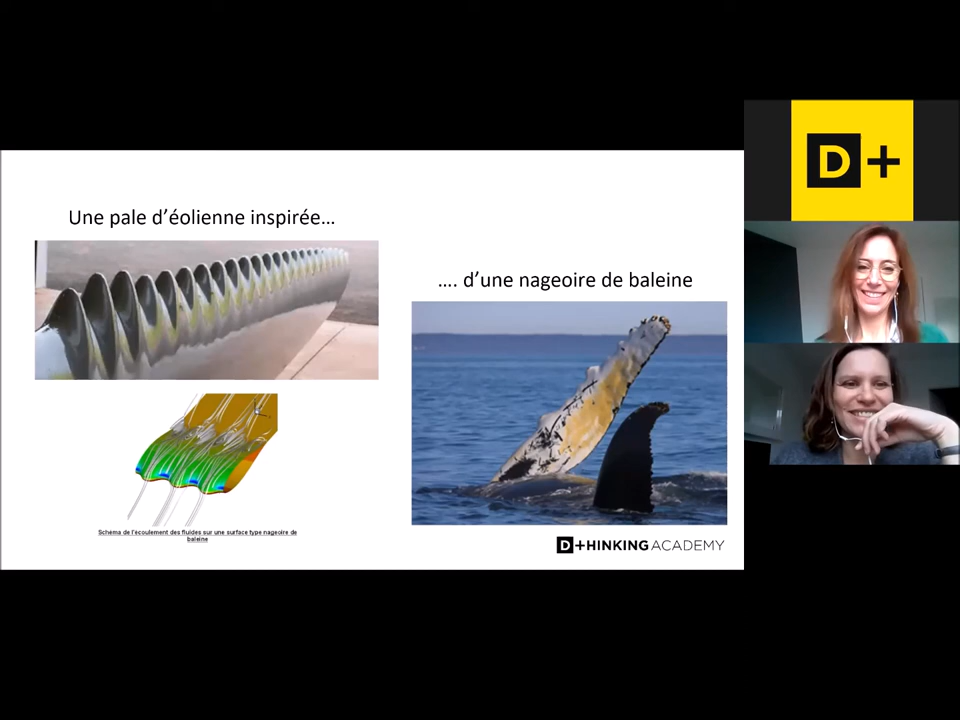 Une pale d’éolienne inspirée…
…. d’une nageoire de baleine
Schéma de l'écoulement des fluides sur une surface type nageoire de
baleine
D+HINKING ACADEMY
D+